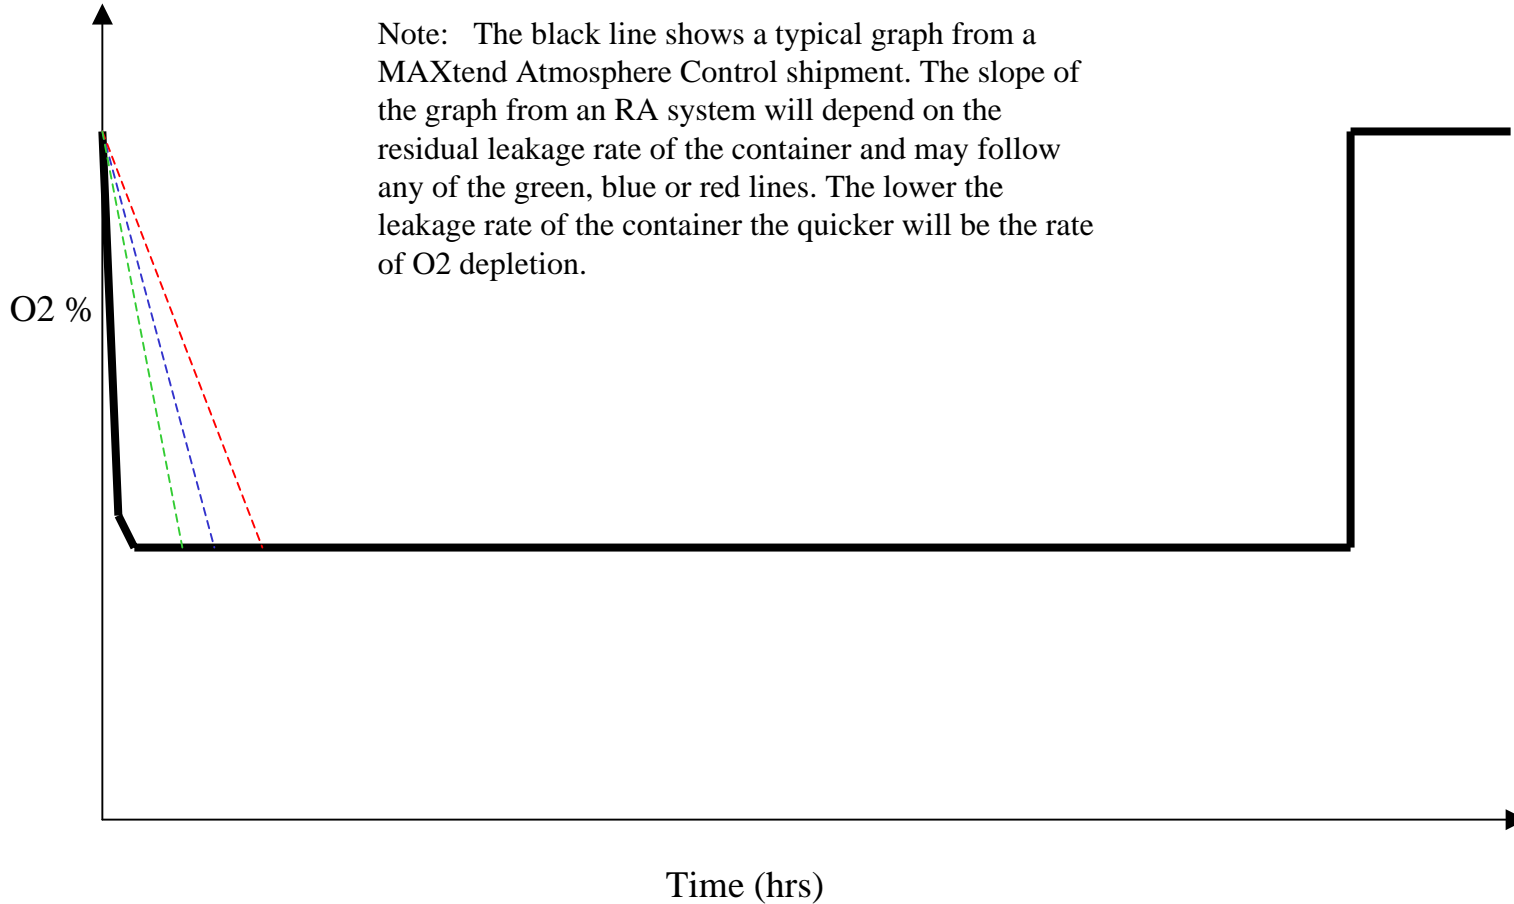 Note: The black line shows a typical graph from a
MAXtend Atmosphere Control shipment. The slope of
the graph from an RA system will depend on the
residual leakage rate of the container and may follow
any of the green, blue or red lines. The lower the
leakage rate of the container the quicker will be the rate
of O2 depletion.
O2 %
Time (hrs)